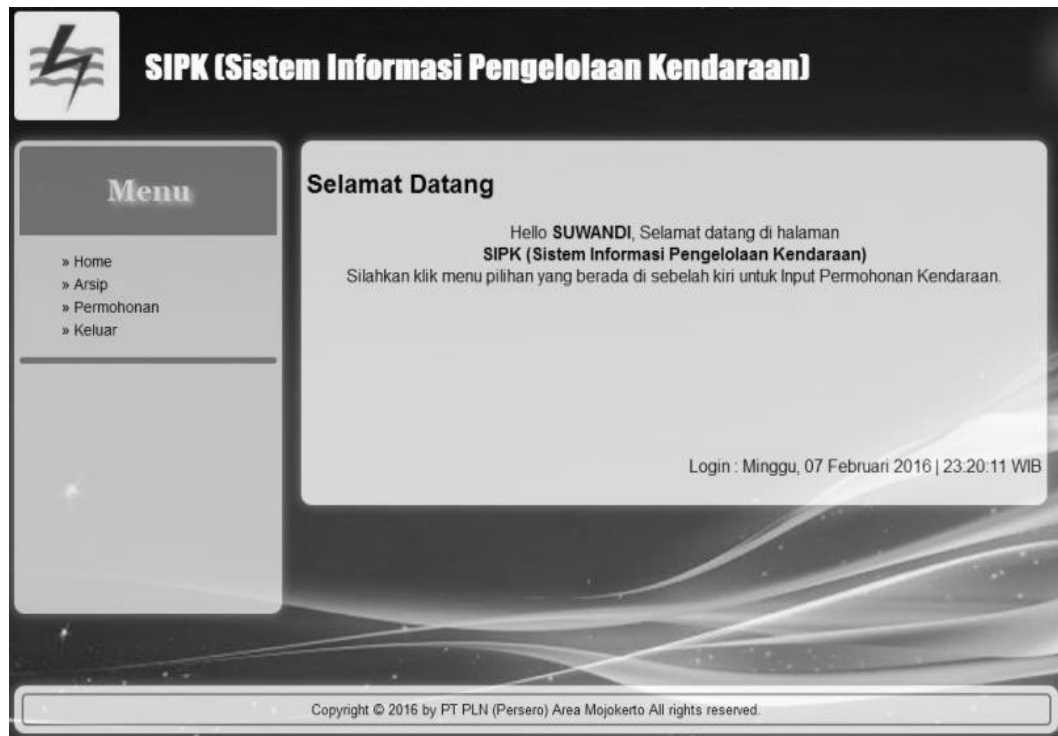 SIPK (Sistem Informasi Pengelolaan Kendaraan)
Menu
» Home
» Arsip
» Permohonan
» Keluar
Selamat Datang
Hello SUWANDI, Selamat datang di halaman
SIPK (Sistem Informasi Pengelolaan Kendaraan)
Silahkan klik menu pilihan yang berada di sebelah kiri untuk Input Permohonan Kendaraan.
Login : Minggu, 07 Februari 2016 | 23:20:11 WIB
Copyright © 2016 by PT PLN (Persero) Area Mojokerto All rights reserved.